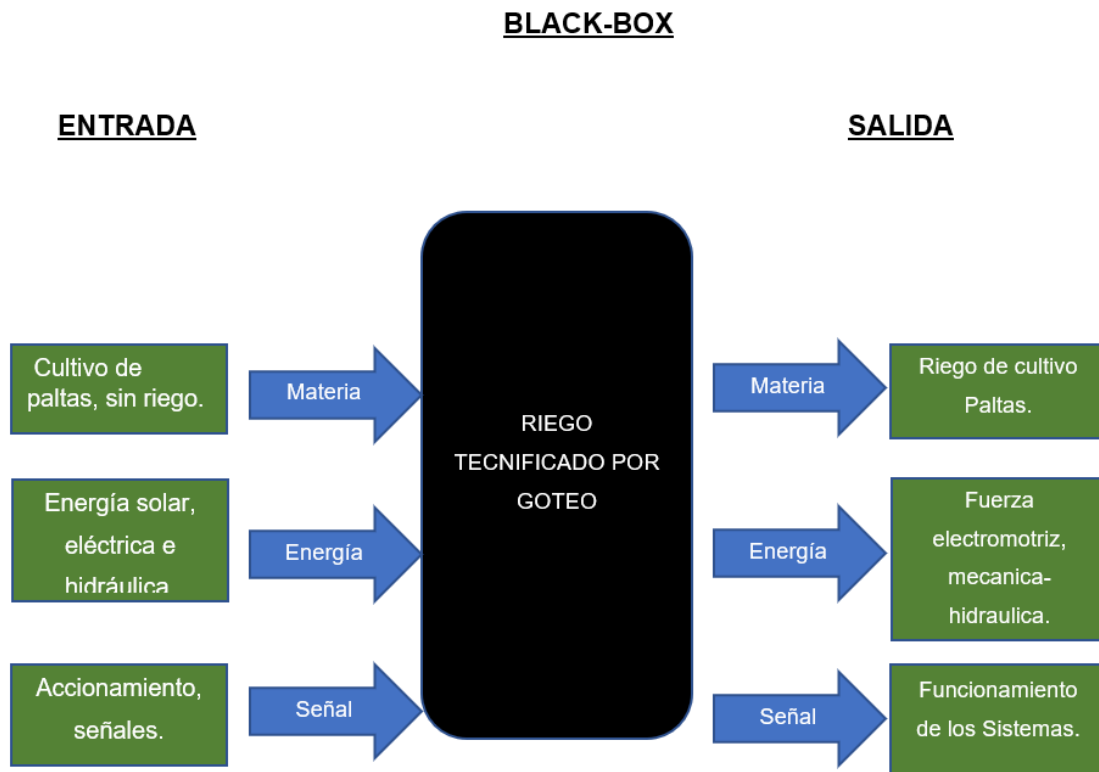 BLACK-BOX
ENTRADA
SALIDA
Cultivo de
paltas, sin riego.
Materia
RIEGO
TECNIFICADO POR
GOTEO
Materia
Riego de cultivo
Paltas.
Energía solar,
eléctrica e
hidráulica
Energía
Energía
Fuerza
electromotriz,
mecanica-
hidraulica.
Accionamiento,
señales.
Señal
Señal
Funcionamiento
de los Sistemas.